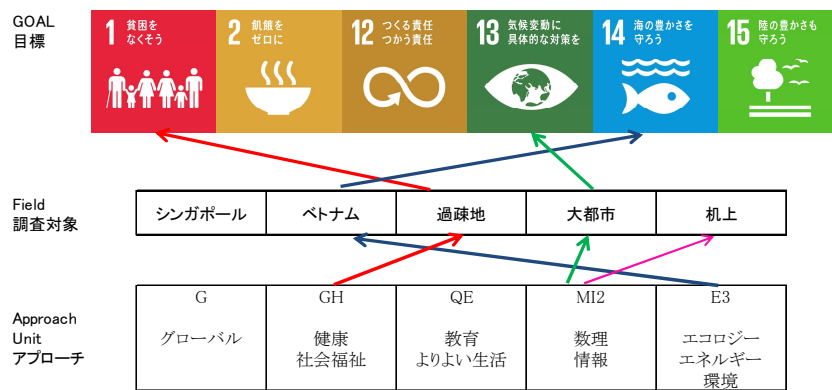 GOAL
目標
1 貧困を
なくそう
2 飢餓を
ゼロに
12 つくる責任
つかう責任
13 気候変動に
具体的な対策を
14 海の豊かさを
守ろう
15 陸の豊かさも
守ろう
Field
調査対象
シンガポール
ベトナム
過疎地
大都市
机上
Approach
Unit
アプローチ
G
グローバル
GH
健康
社会福祉
QE
教育
よりよい生活
MI2
数理
情報
E3
エコロジー
エネルギー
環境